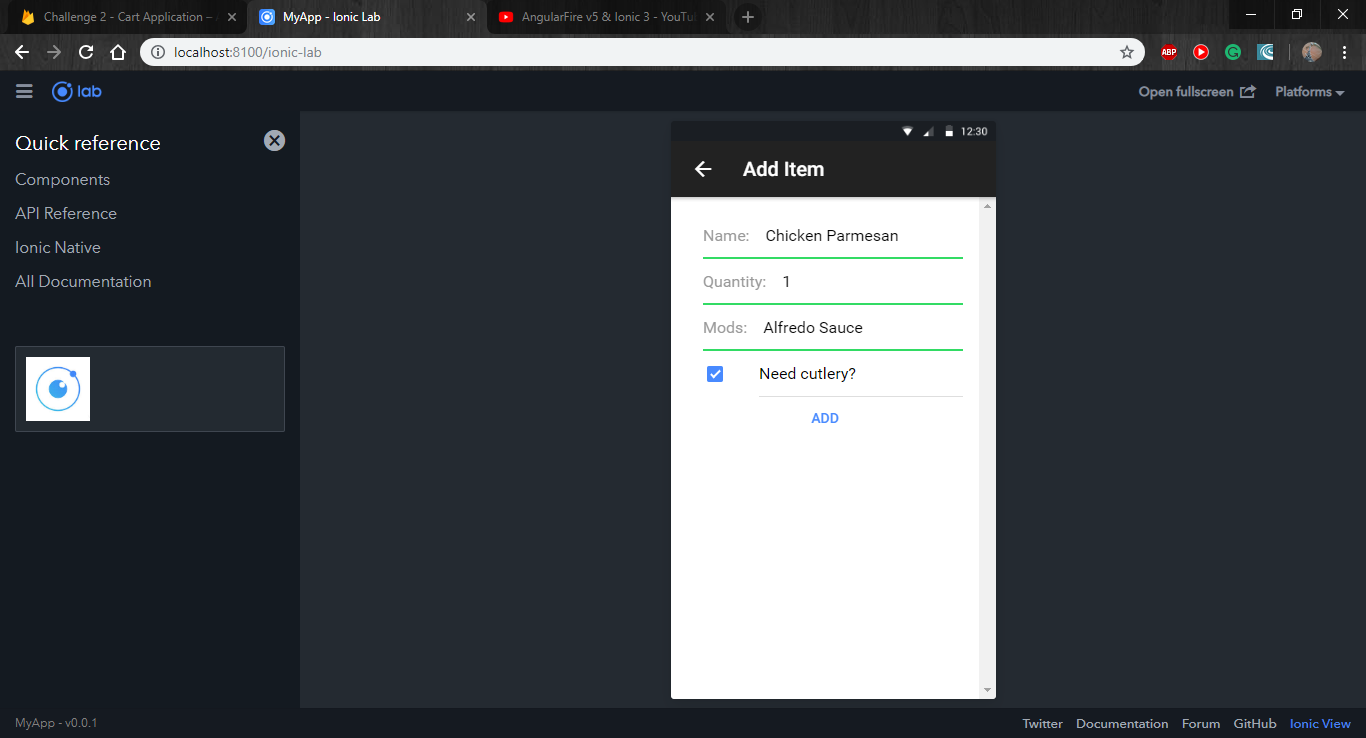 Challenge 2 - Cart Application –
MyApp - Ionic Lab
AngularFire v5 & Ionic 3 - YouTu
localhost:8100/ionic-lab
ABP
lab
Open fullscreen
Platforms
Quick reference
Components
API Reference
Ionic Native
All Documentation
12:30
Add Item
Name: Chicken Parmesan
Quantity: 1
Mods: Alfredo Sauce
Need cutlery?
ADD
MyApp - v0.0.1
Twitter Documentation Forum GitHub Ionic View